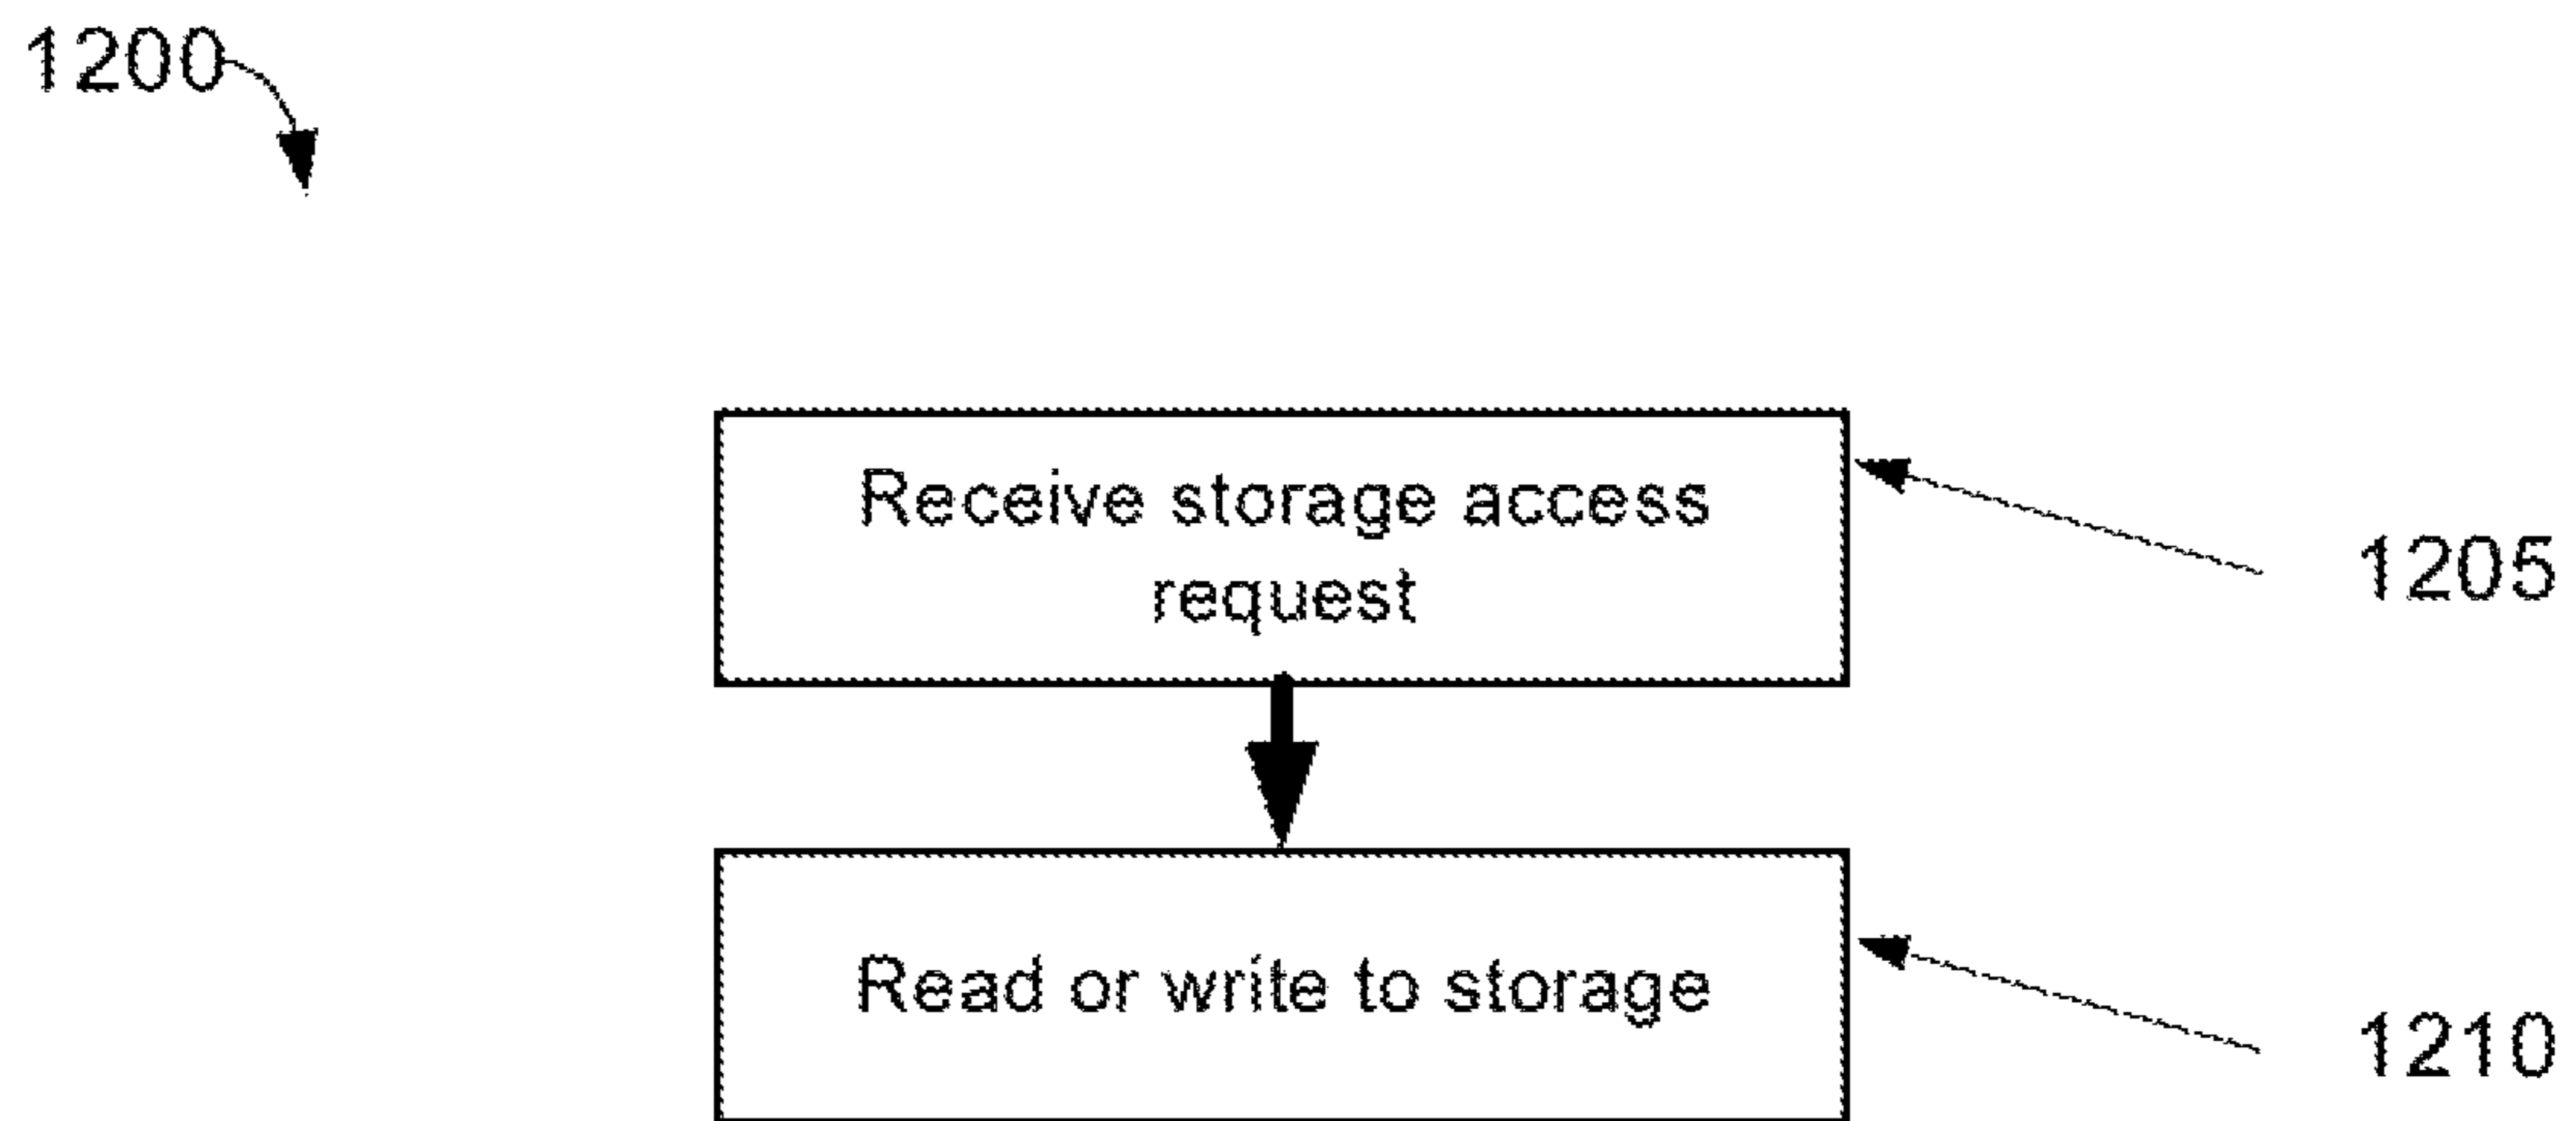 1200
Receive storage access
request
1205
Read or write to storage
1210